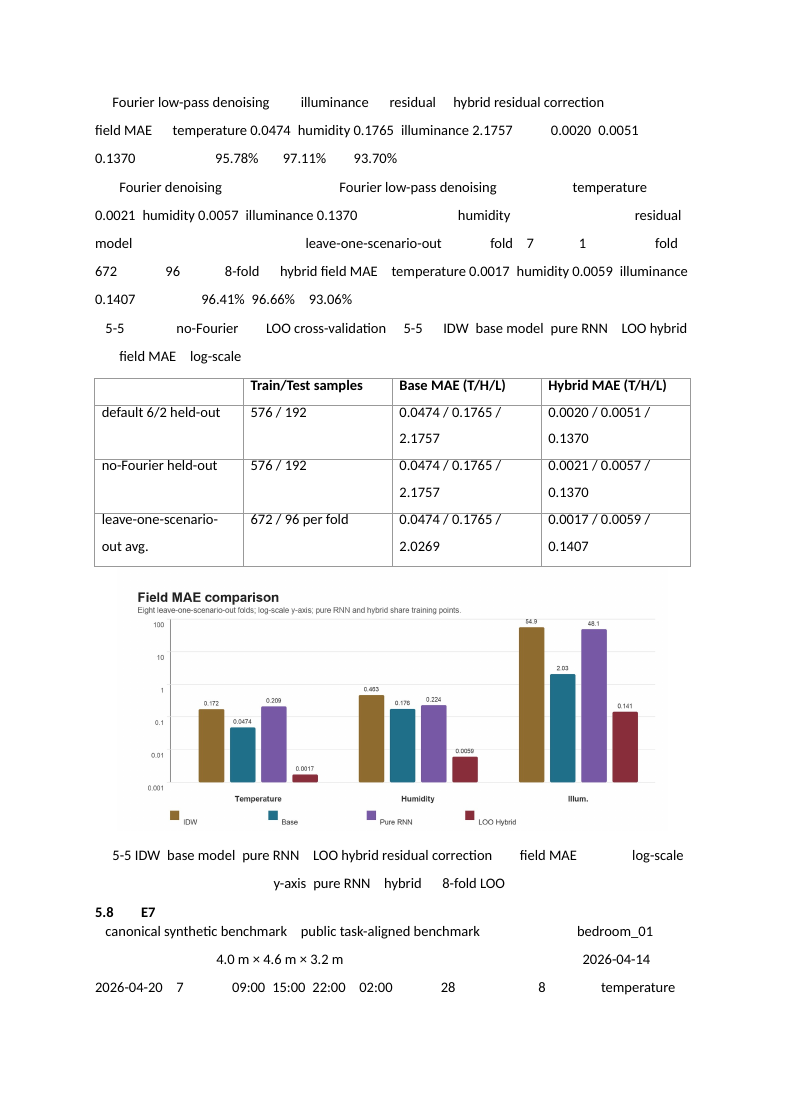 Fourier low-pass denoising illuminance residual hybrid residual correction
field MAE temperature 0.0474 humidity 0.1765 illuminance 2.1757 0.0020 0.0051
0.1370 95.78% 97.11% 93.70%
Fourier denoising Fourier low-pass denoising temperature
0.0021 humidity 0.0057 illuminance 0.1370 humidity residual
model leave-one-scenario-out fold 7 1 fold
672 96 8-fold hybrid field MAE temperature 0.0017 humidity 0.0059 illuminance
0.1407 96.41% 96.66% 93.06%
5-5 no-Fourier LOO cross-validation 5-5 IDW base model pure RNN LOO hybrid
field MAE log-scale
Train/Test samples Base MAE (T/H/L) Hybrid MAE (T/H/L)
default 6/2 held-out 576 / 192 0.0474 / 0.1765 / 2.1757 0.0020 / 0.0051 / 0.1370
no-Fourier held-out 576 / 192 0.0474 / 0.1765 / 2.1757 0.0021 / 0.0057 / 0.1370
leave-one-scenario-out avg. 672 / 96 per fold 0.0474 / 0.1765 / 2.0269 0.0017 / 0.0059 / 0.1407
Field MAE comparison
Eight leave-one-scenario-out folds; log-scale y-axis; pure RNN and hybrid share training points.
100
10
1
0.1
0.01
0.001
0.172 0.0474 0.209 0.0017
0.463 0.176 0.224 0.0059
54.9 2.03 48.1 0.141
Temperature Humidity Illum.
IDW Base Pure RNN LOO Hybrid
5-5 IDW base model pure RNN LOO hybrid residual correction field MAE log-scale
y-axis pure RNN hybrid 8-fold LOO
5.8 E7
canonical synthetic benchmark public task-aligned benchmark bedroom_01
4.0 m × 4.6 m × 3.2 m 2026-04-14
2026-04-20 7 09:00 15:00 22:00 02:00 28 8 temperature